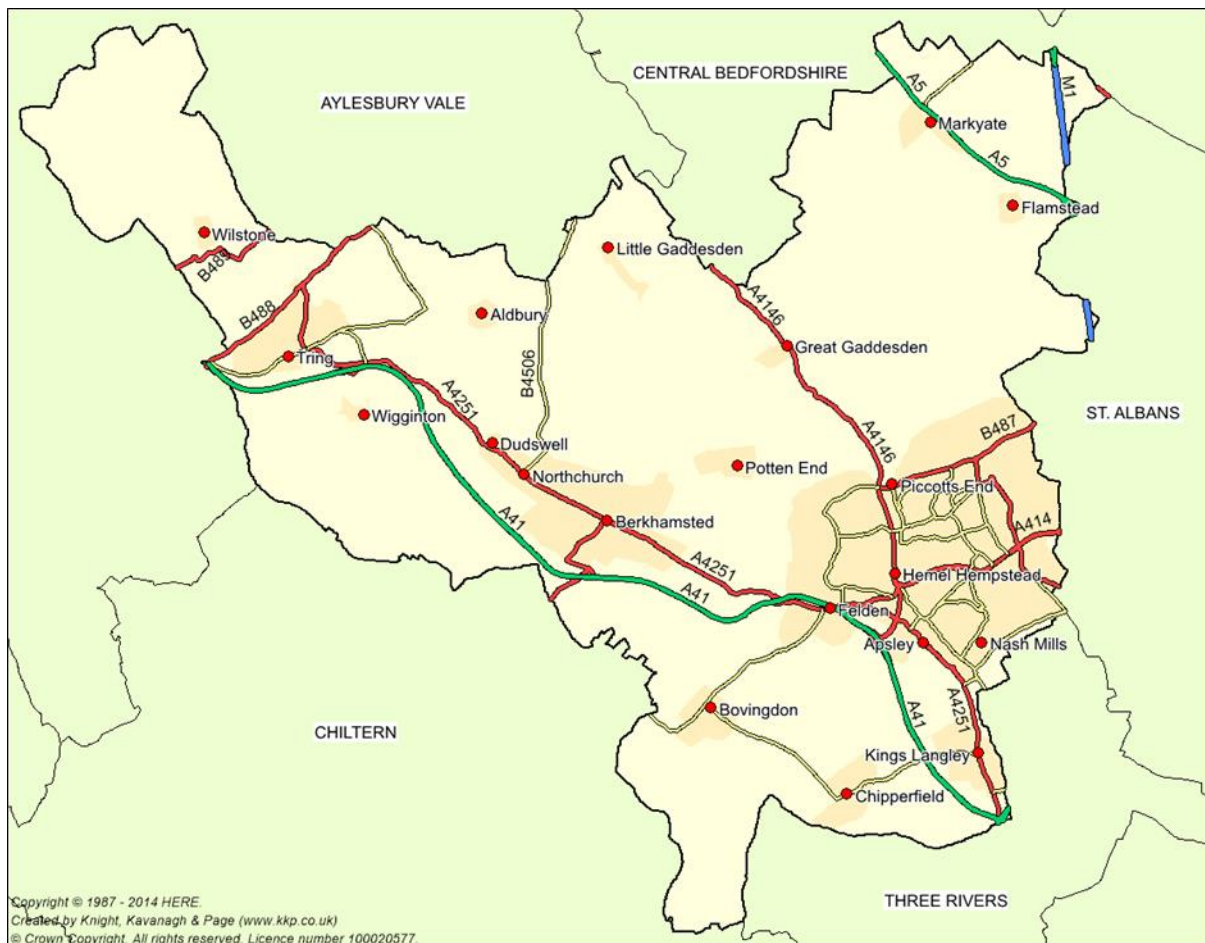 CENTRAL BEDFORDSHIRE
AYLESBURY VALE
A5
M1
Markyate
A5
Flamstead
Wilstone
B489
Little Gaddesden
A4146
B488
Aldbury
Great Gaddesden
Tring
B4506
A4251
Wigginton
ST. ALBANS
Dudswell
B487
A4146
Northchurch
Potten End
Piccotts End
A41
Berkhamsted
A414
A4251
Hemel Hempstead
A41
Felden
Apsley
Nash Mills
Bovingdon
A41
A4251
CHILTERN
Kings Langley
Chipperfield
THREE RIVERS
Copyright © 1987 - 2014 HERE.
Created by Knight, Kavanagh & Page (www.kkp.co.uk)
© Crown Copyright. All rights reserved. Licence number 100020577.